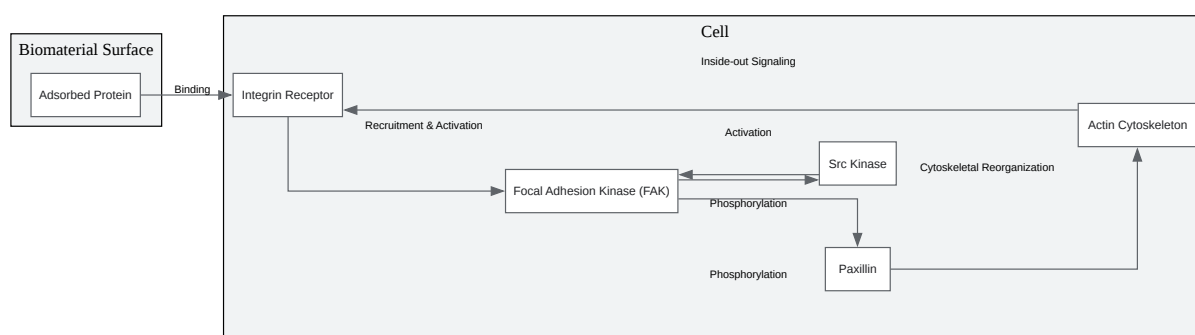 Cell
Biomaterial Surface
Inside-out Signaling
Adsorbed Protein
Binding
Integrin Receptor
Recruitment & Activation
Actin Cytoskeleton
Activation
Src Kinase
Cytoskeletal Reorganization
Focal Adhesion Kinase (FAK)
Phosphorylation
Paxillin
Phosphorylation